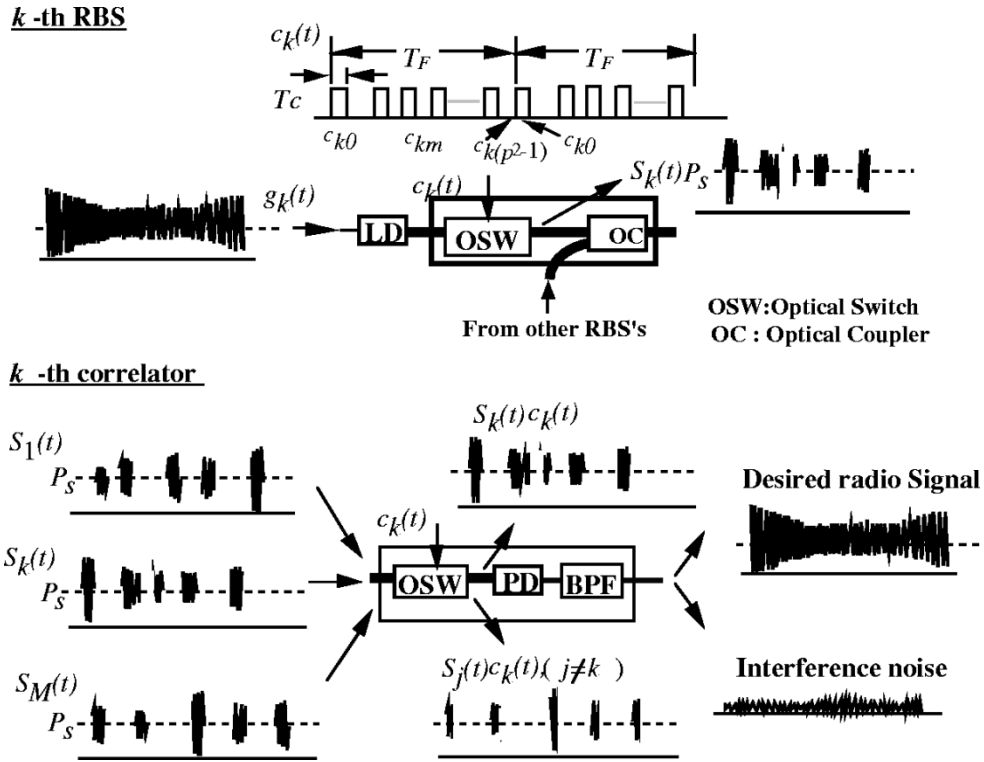 k -th RBS
c_k(t)
T_F T_F
Tc
c_k0 c_km c_k(p²-1) c_k0
g_k(t) c_k(t) S_k(t)P_s
LD OSW OC
From other RBS's
OSW:Optical Switch
OC : Optical Coupler
k -th correlator
S_k(t)c_k(t)
S_1(t)
P_s
Desired radio Signal
c_k(t)
S_k(t)
P_s
OSW PD BPF
S_j(t)c_k(t),( j≠k )
Interference noise
S_M(t)
P_s